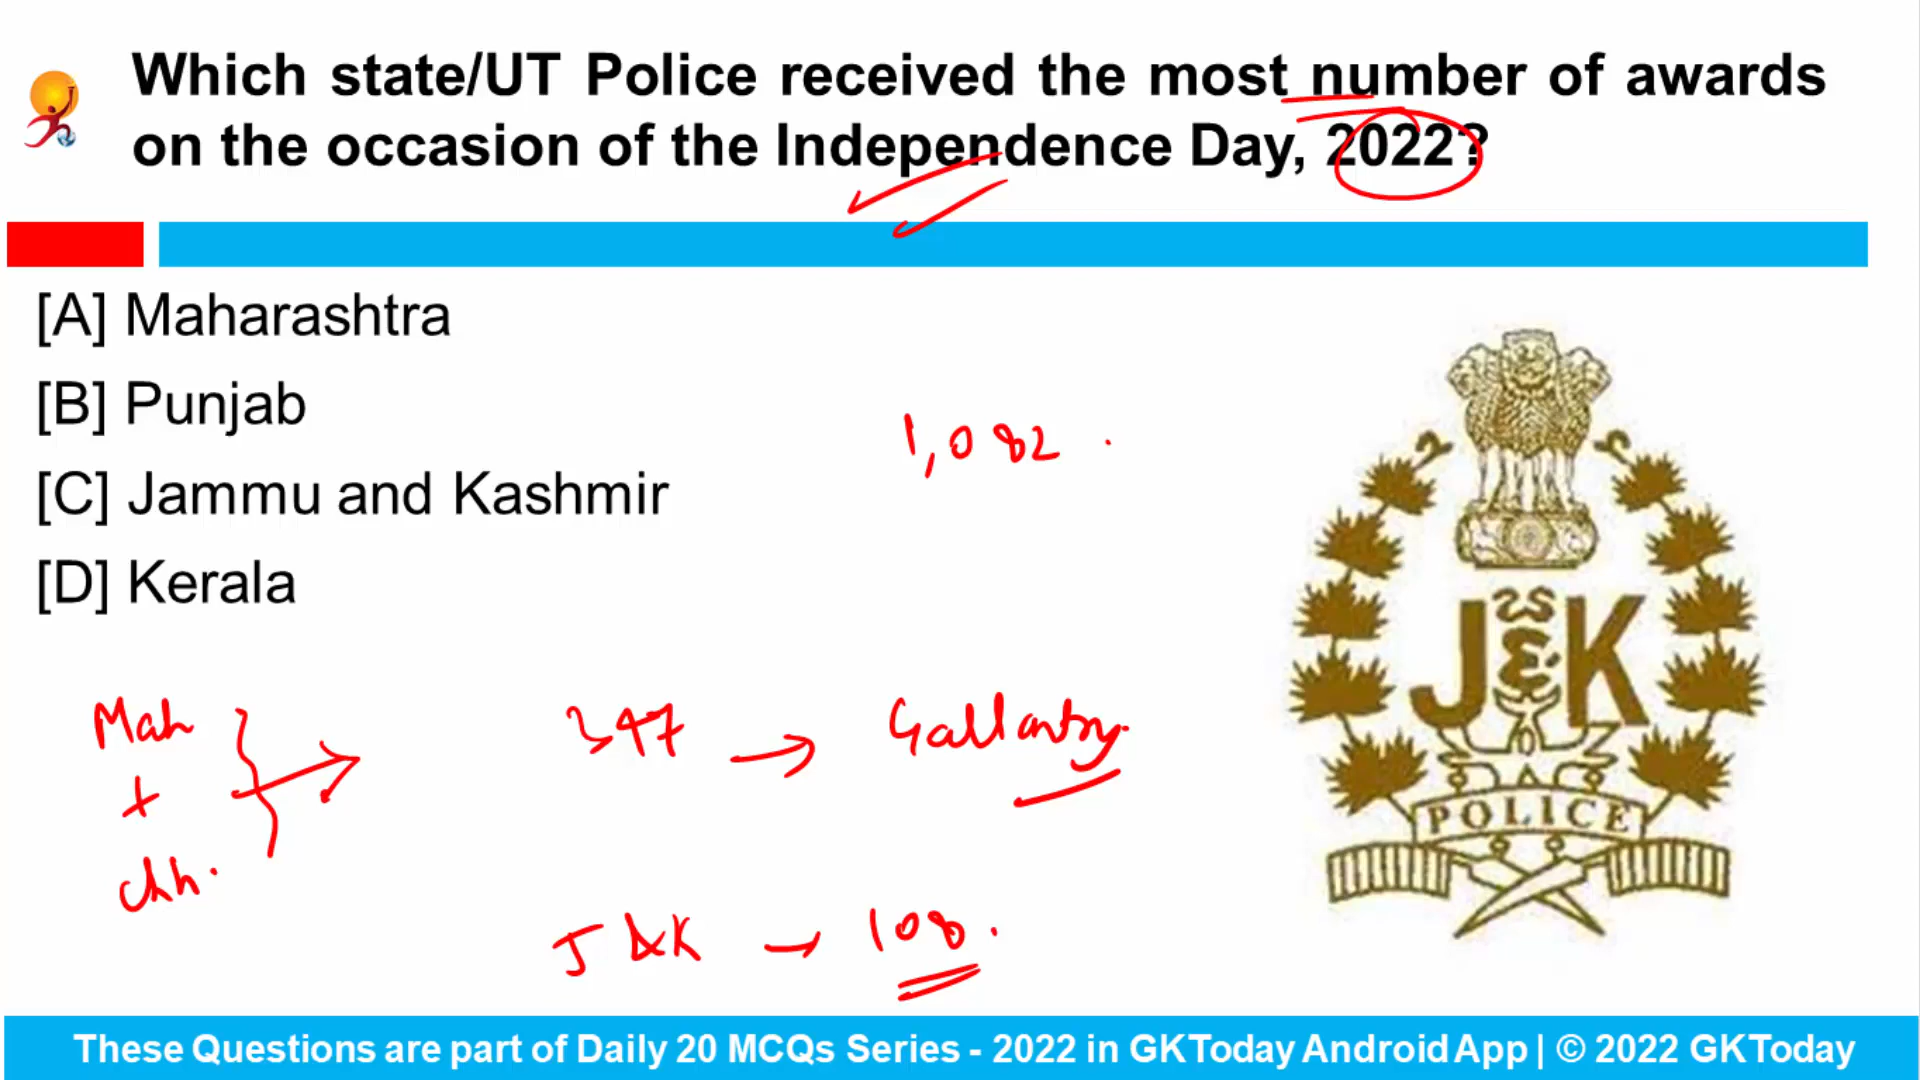 Which state/UT Police received the most number of awards
on the occasion of the Independence Day, 2022?
[A] Maharashtra
[B] Punjab
[C] Jammu and Kashmir
[D] Kerala
1,082
Mah
+
Chh.
347 → Gallantry
J&K → 108
J&K
POLICE
These Questions are part of Daily 20 MCQs Series - 2022 in GKToday Android App | © 2022 GKToday